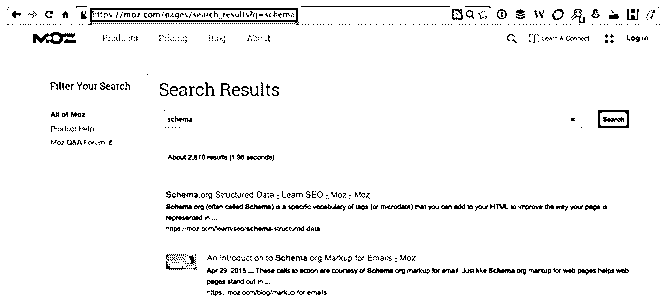 https://moz.com/pages/search_results?q=schema
MOZ Products Pricing Blog About Learn & Connect Log in
Filter Your Search
Search Results
All of Moz
Product Help
Moz Q&A Forum
schema
Search
About 2,810 results (1.96 seconds)
Schema.org Structured Data - Learn SEO - Moz - Moz
Schema.org (often called Schema) is a specific vocabulary of tags (or microdata) that you can add to your HTML to improve the way your page is
represented in ...
https://moz.com/learn/seo/schema-structured-data
An Introduction to Schema.org Markup for Emails - Moz
Apr 29, 2015 ... These calls to action are courtesy of Schema.org markup for email. Just like Schema.org markup for web pages helps web
pages stand out in ...
https://moz.com/blog/markup-for-emails